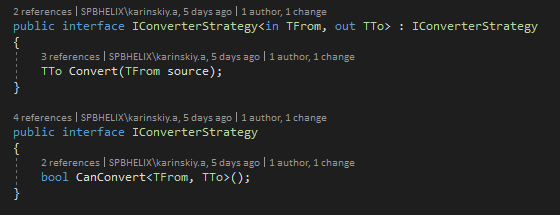 2 references | SPBHELIX\karinskiy.a, 5 days ago | 1 author, 1 change
public interface IConverterStrategy<in TFrom, out TTo> : IConverterStrategy
{
3 references | SPBHELIX\karinskiy.a, 5 days ago | 1 author, 1 change
TTo Convert(TFrom source);
}
4 references | SPBHELIX\karinskiy.a, 5 days ago | 1 author, 1 change
public interface IConverterStrategy
{
2 references | SPBHELIX\karinskiy.a, 5 days ago | 1 author, 1 change
bool CanConvert<TFrom, TTo>();
}